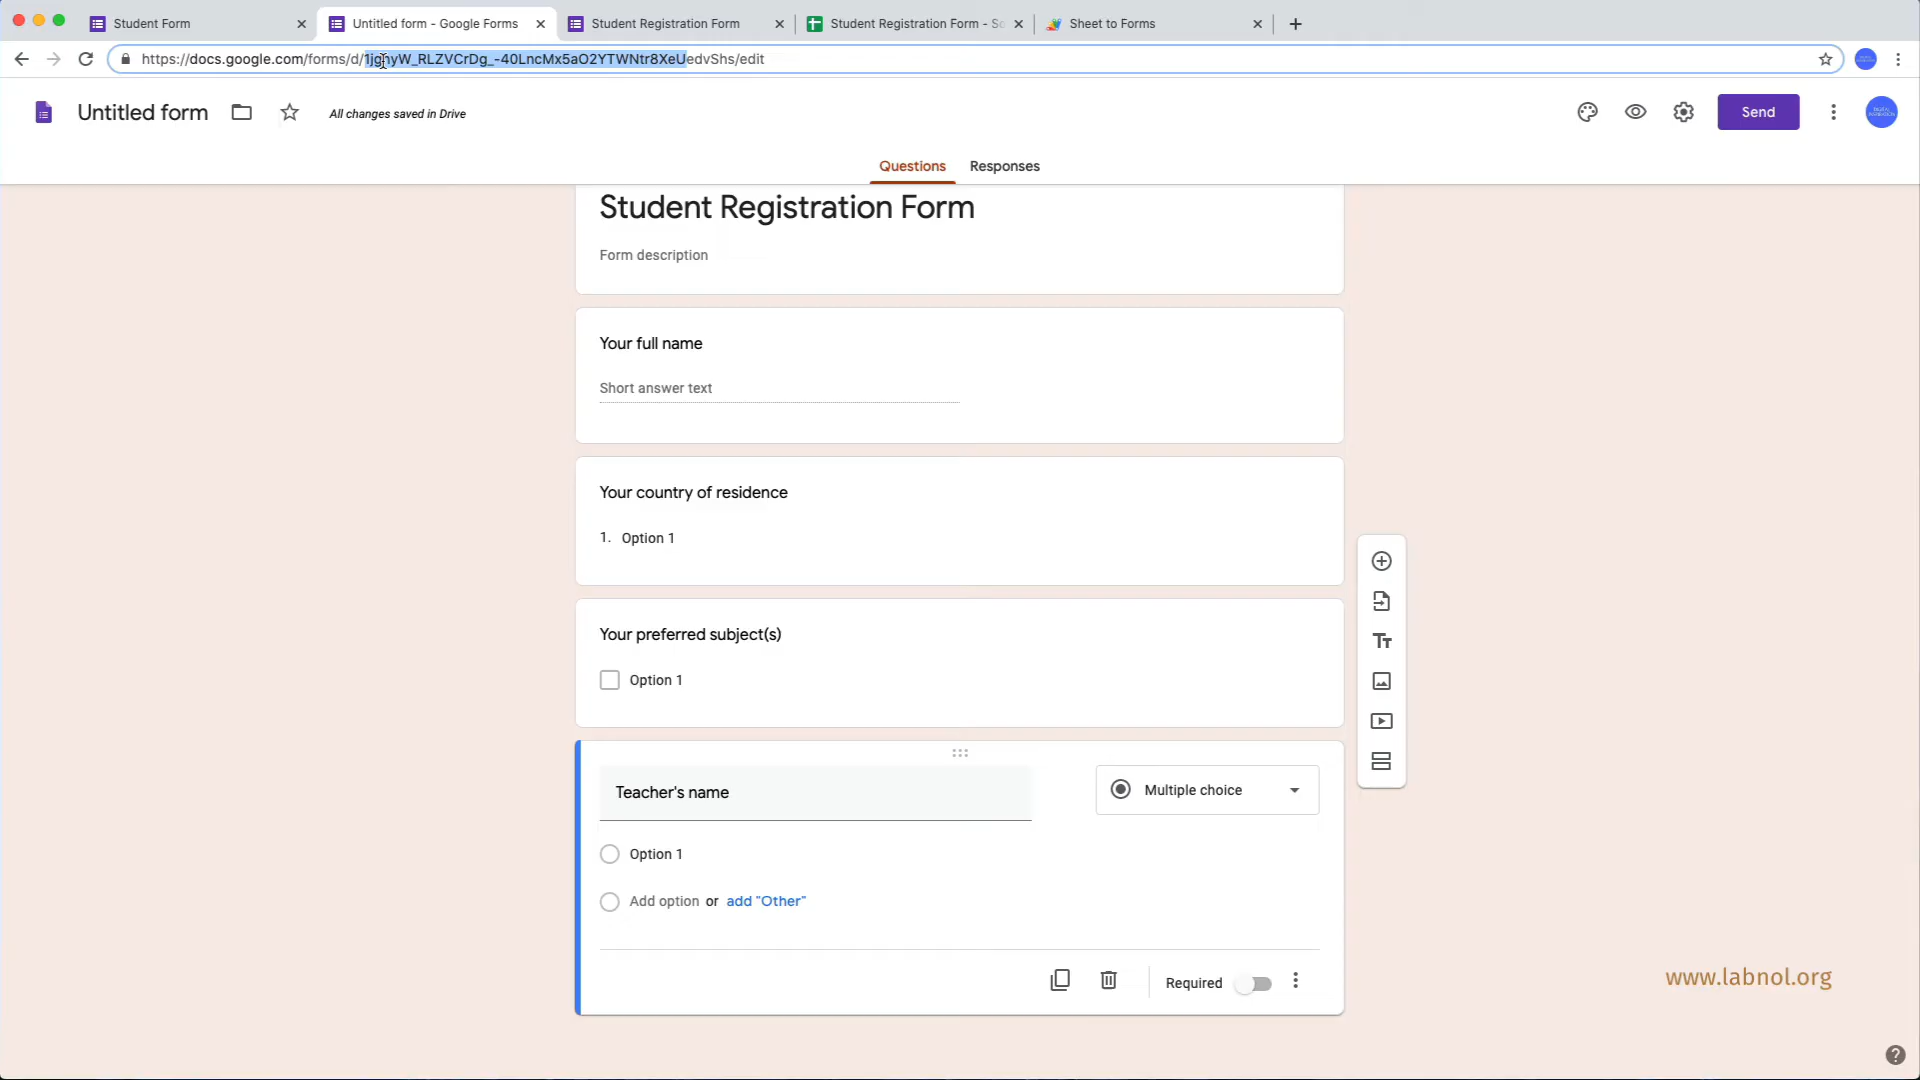 Student Form
Untitled form - Google Forms
Student Registration Form
Student Registration Form - Sc
Sheet to Forms
https://docs.google.com/forms/d/1jghyW_RLZVCrDg_-40LncMx5aO2YTWNtr8XeUedvShs/edit
Untitled form
All changes saved in Drive
Send
Questions
Responses
Student Registration Form
Form description
Your full name
Short answer text
Your country of residence
1. Option 1
Your preferred subject(s)
Option 1
Tт
Teacher's name
Multiple choice
Option 1
Add option or add "Other"
Required
www.labnol.org